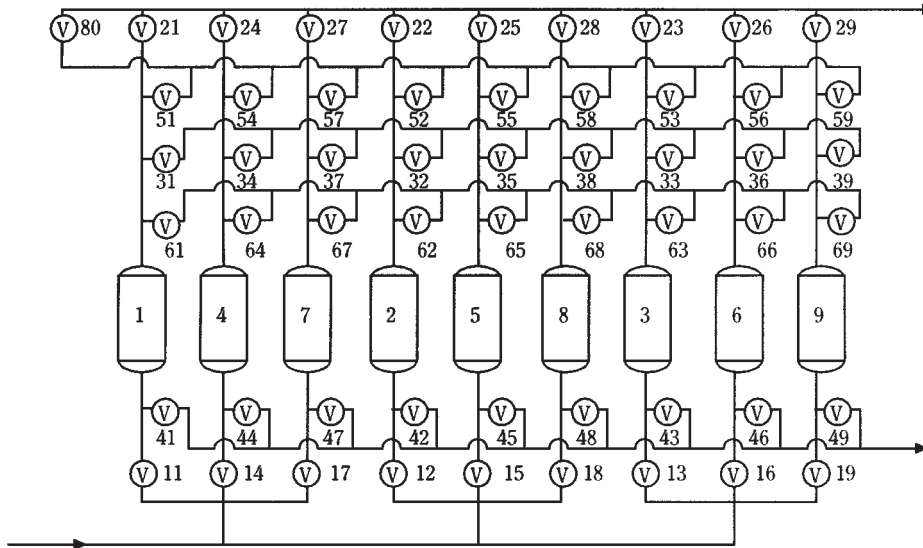 V 80 V 21 V 24 V 27 V 22 V 25 V 28 V 23 V 26 V 29
V V V V V V V V V
51 54 57 52 55 58 53 56 59
V V V V V V V V V
31 34 37 32 35 38 33 36 39
V V V V V V V V V
61 64 67 62 65 68 63 66 69
1 4 7 2 5 8 3 6 9
V V V V V V V V V
41 44 47 42 45 48 43 46 49
V 11 V 14 V 17 V 12 V 15 V 18 V 13 V 16 V 19